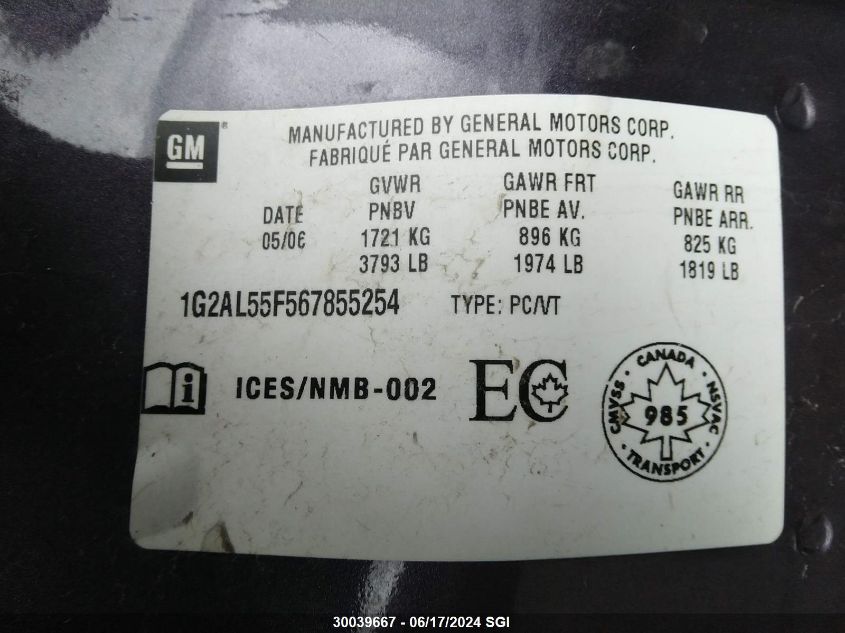 GM®
MANUFACTURED BY GENERAL MOTORS CORP.
FABRIQUÉ PAR GENERAL MOTORS CORP.
DATE
05/06
GVWR
PNBV
1721 KG
3793 LB
GAWR FRT
PNBE AV.
896 KG
1974 LB
GAWR RR
PNBE ARR.
825 KG
1819 LB
1G2AL55F567855254 TYPE: PC/VT
ICES/NMB-002
EC
CANADA
CMVSS
NSVAC
985
TRANSPORT
30039667 - 06/17/2024 SGI